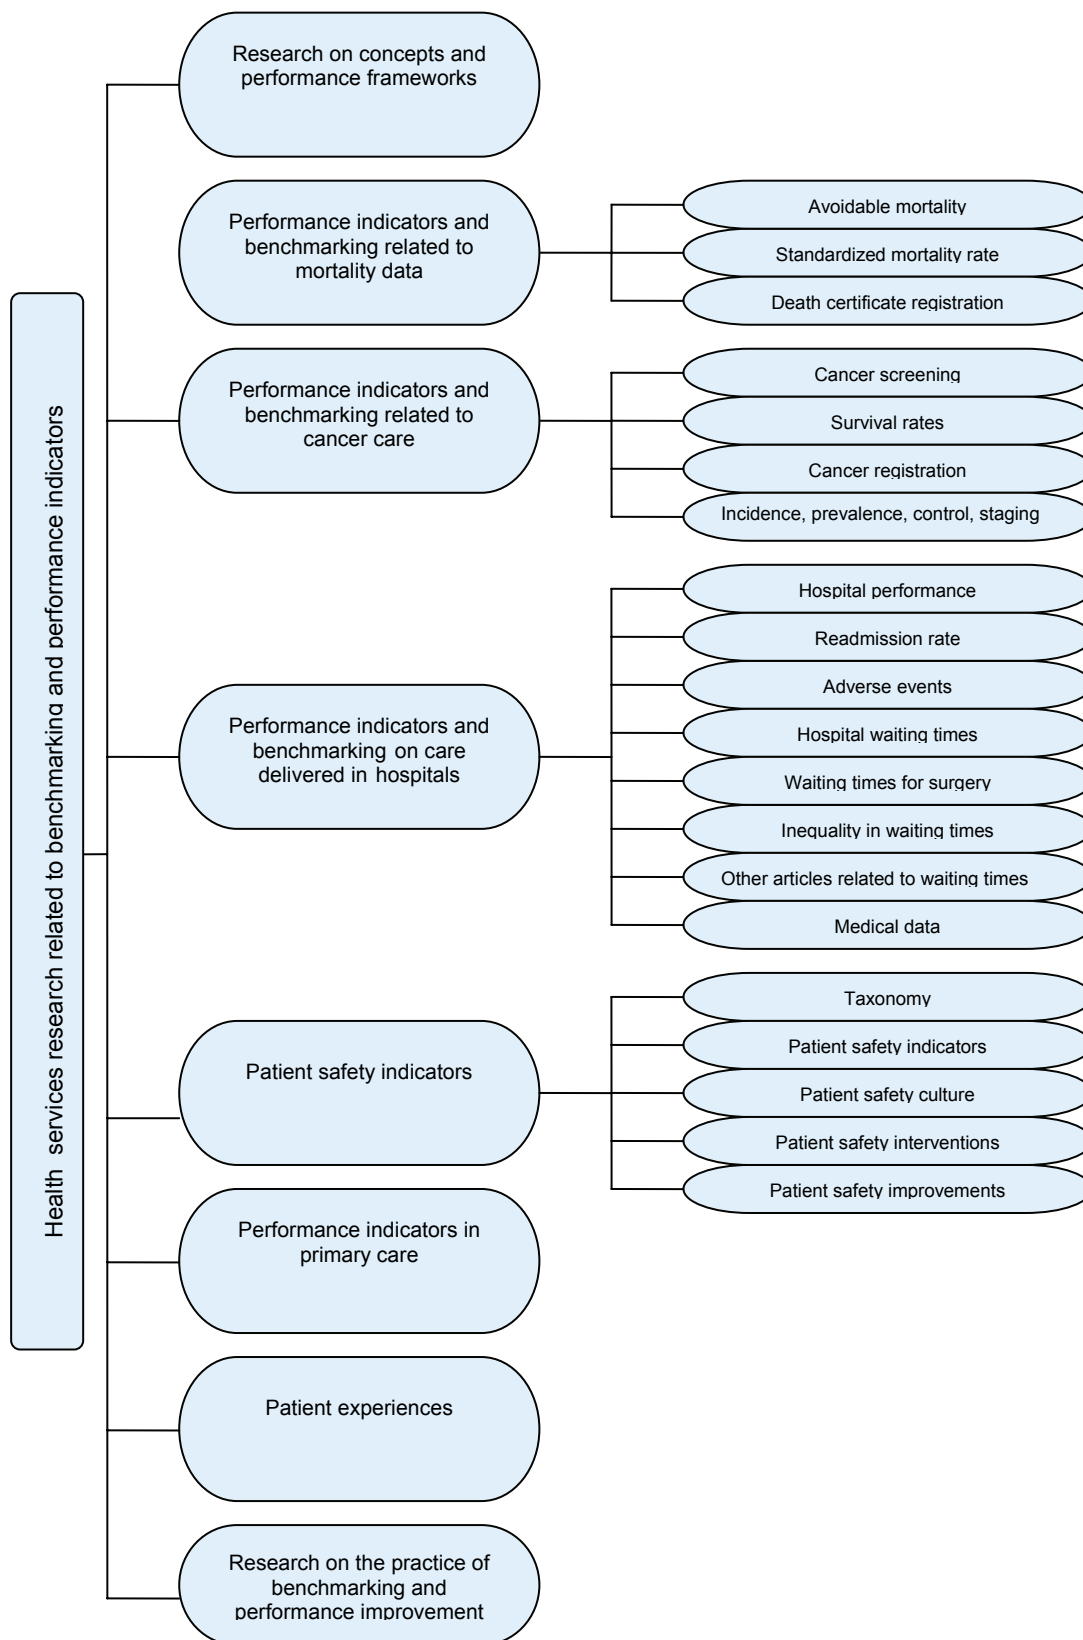 Health services research related to benchmarking and performance indicators
Research on concepts and
performance frameworks
Performance indicators and
benchmarking related to
mortality data
Avoidable mortality
Standardized mortality rate
Death certificate registration
Performance indicators and
benchmarking related to
cancer care
Cancer screening
Survival rates
Cancer registration
Incidence, prevalence, control, staging
Performance indicators and
benchmarking on care
delivered in hospitals
Hospital performance
Readmission rate
Adverse events
Hospital waiting times
Waiting times for surgery
Inequality in waiting times
Other articles related to waiting times
Medical data
Patient safety indicators
Taxonomy
Patient safety indicators
Patient safety culture
Patient safety interventions
Patient safety improvements
Performance indicators in
primary care
Patient experiences
Research on the practice of
benchmarking and
performance improvement